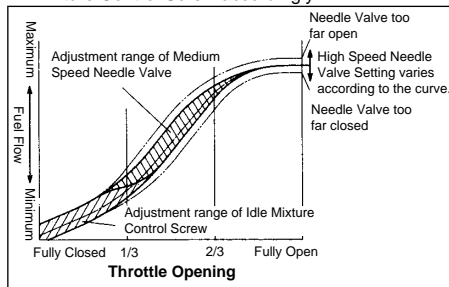 Needle Valve too
far open
Maximum
Adjustment range of Medium
Speed Needle Valve
High Speed Needle
Valve Setting varies
according to the curve.
Fuel Flow
Needle Valve too
far closed
Minimum
Adjustment range of Idle Mixture
Control Screw
Fully Closed 1/3 2/3 Fully Open
Throttle Opening